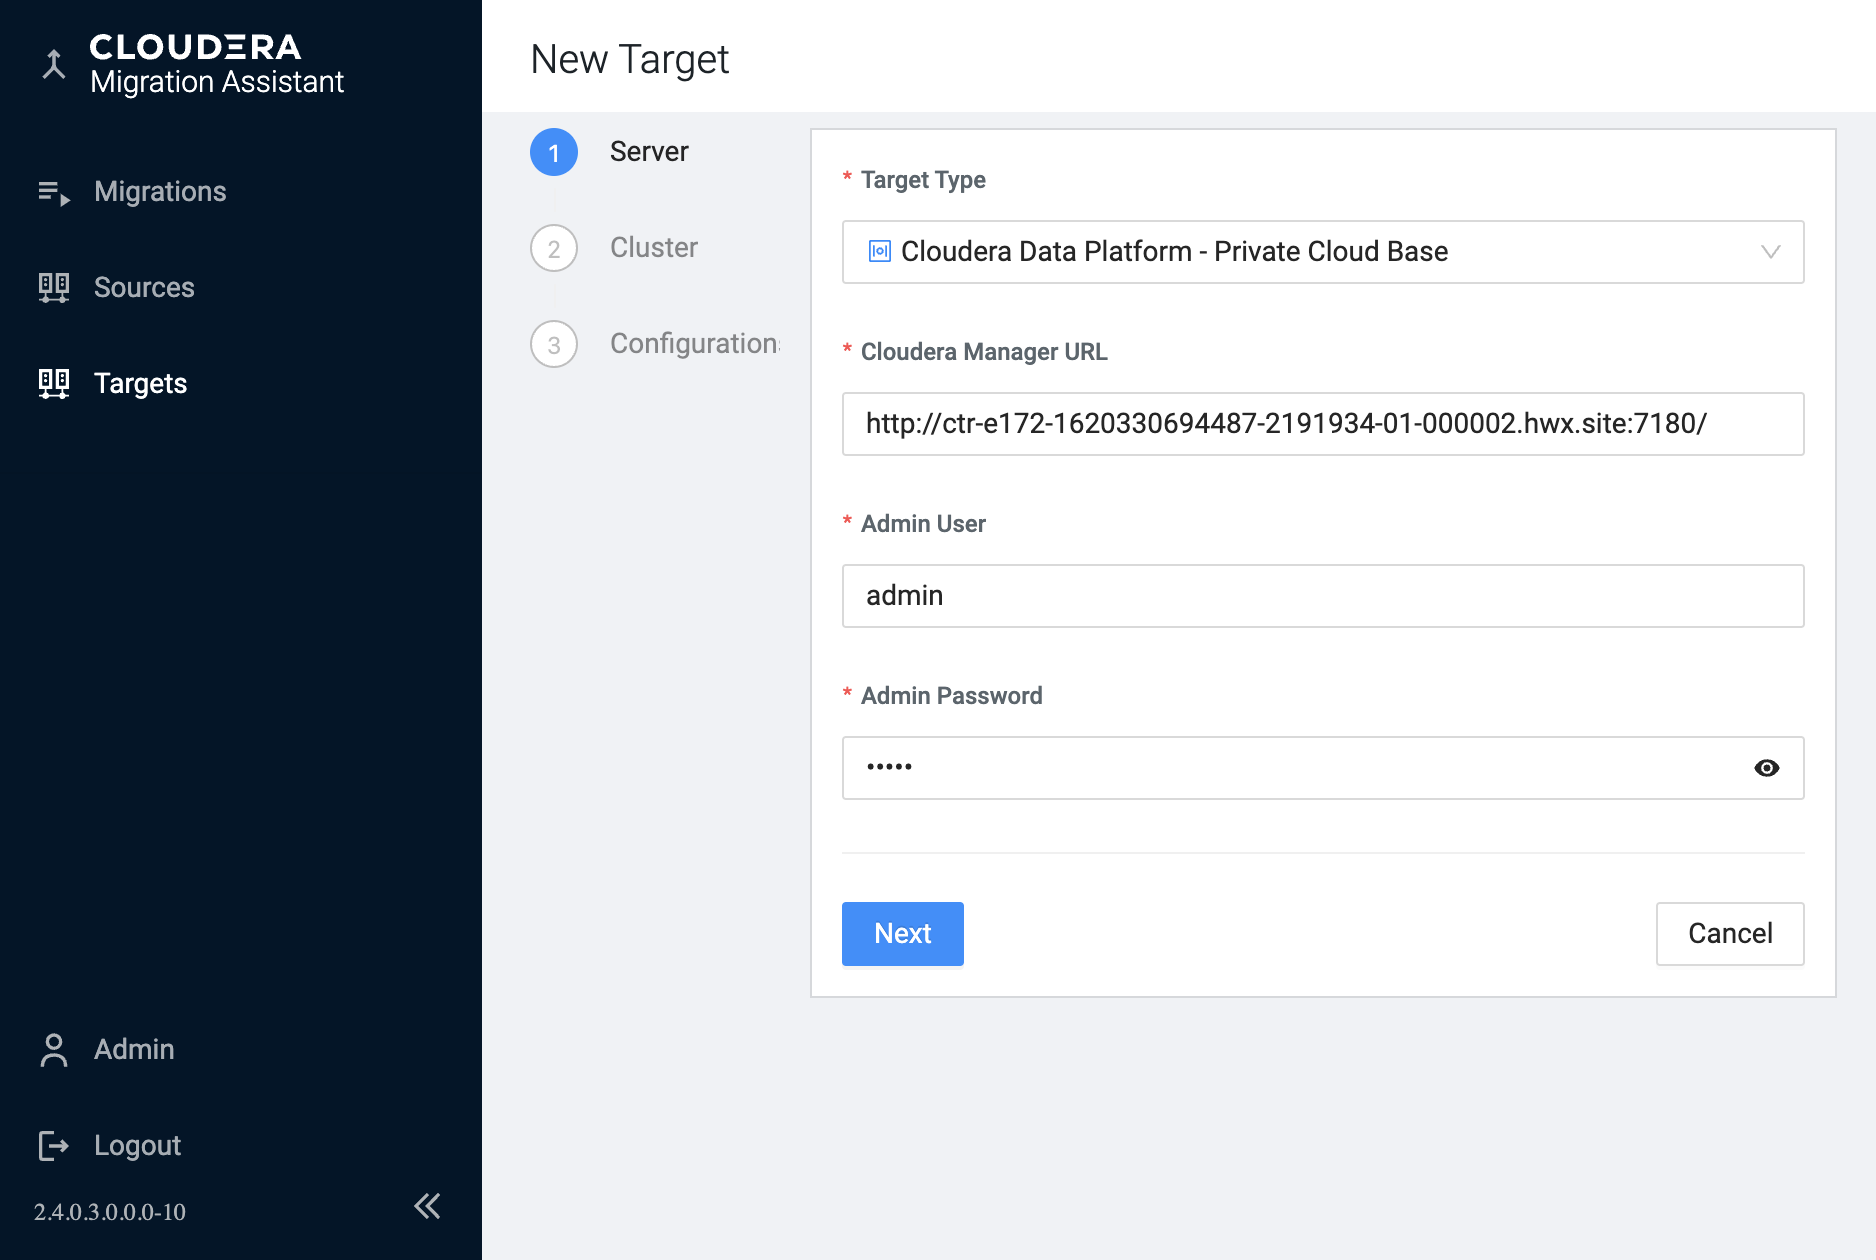 CLOUDERA
Migration Assistant
Migrations
Sources
Targets
Admin
Logout
2.4.0.3.0.0.0-10
New Target
1 Server
2 Cluster
3 Configurations
* Target Type
Cloudera Data Platform - Private Cloud Base
* Cloudera Manager URL
http://ctr-e172-1620330694487-2191934-01-000002.hwx.site:7180/
* Admin User
admin
* Admin Password
•••••
Next
Cancel